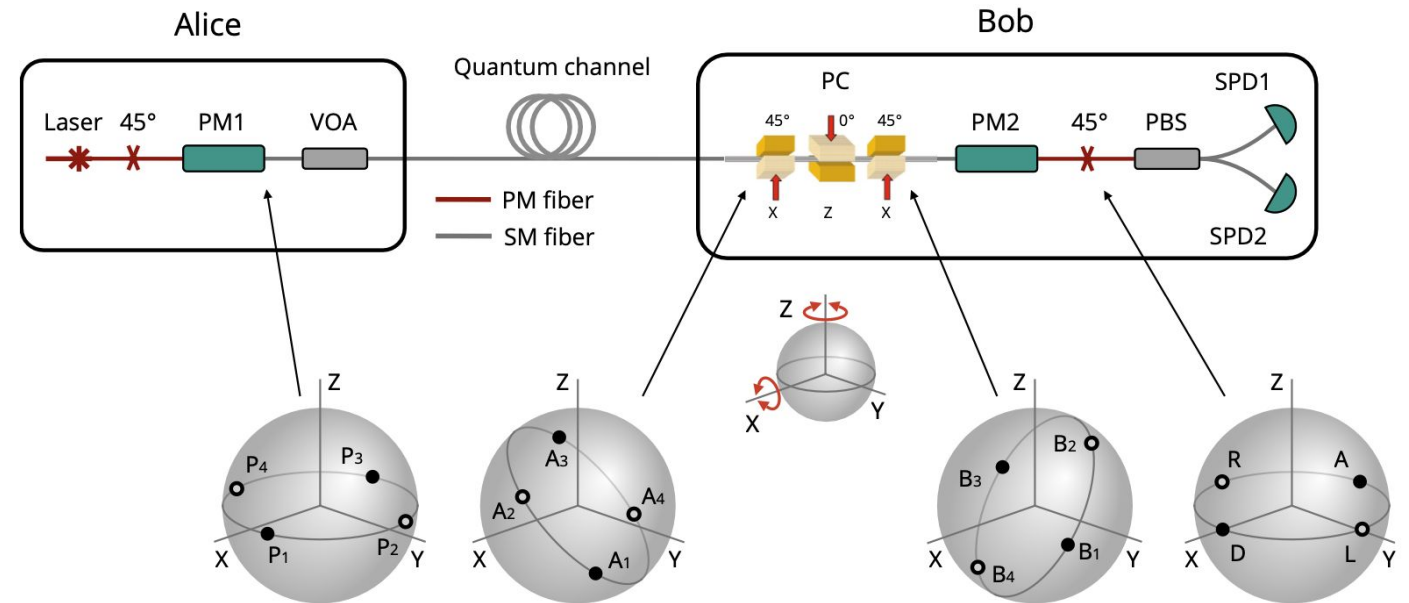 Alice
Bob
Quantum channel
PC
SPD1
Laser 45° PM1 VOA
45° 0° 45°
PM2 45° PBS
X Z X
PM fiber
SM fiber
SPD2
Z
X
Y
Z
P4 P3
X P1 P2 Y
Z
A3
A2 A4
X A1 Y
Z
B2
B3
B1
X B4 Y
Z
R A
X D L Y